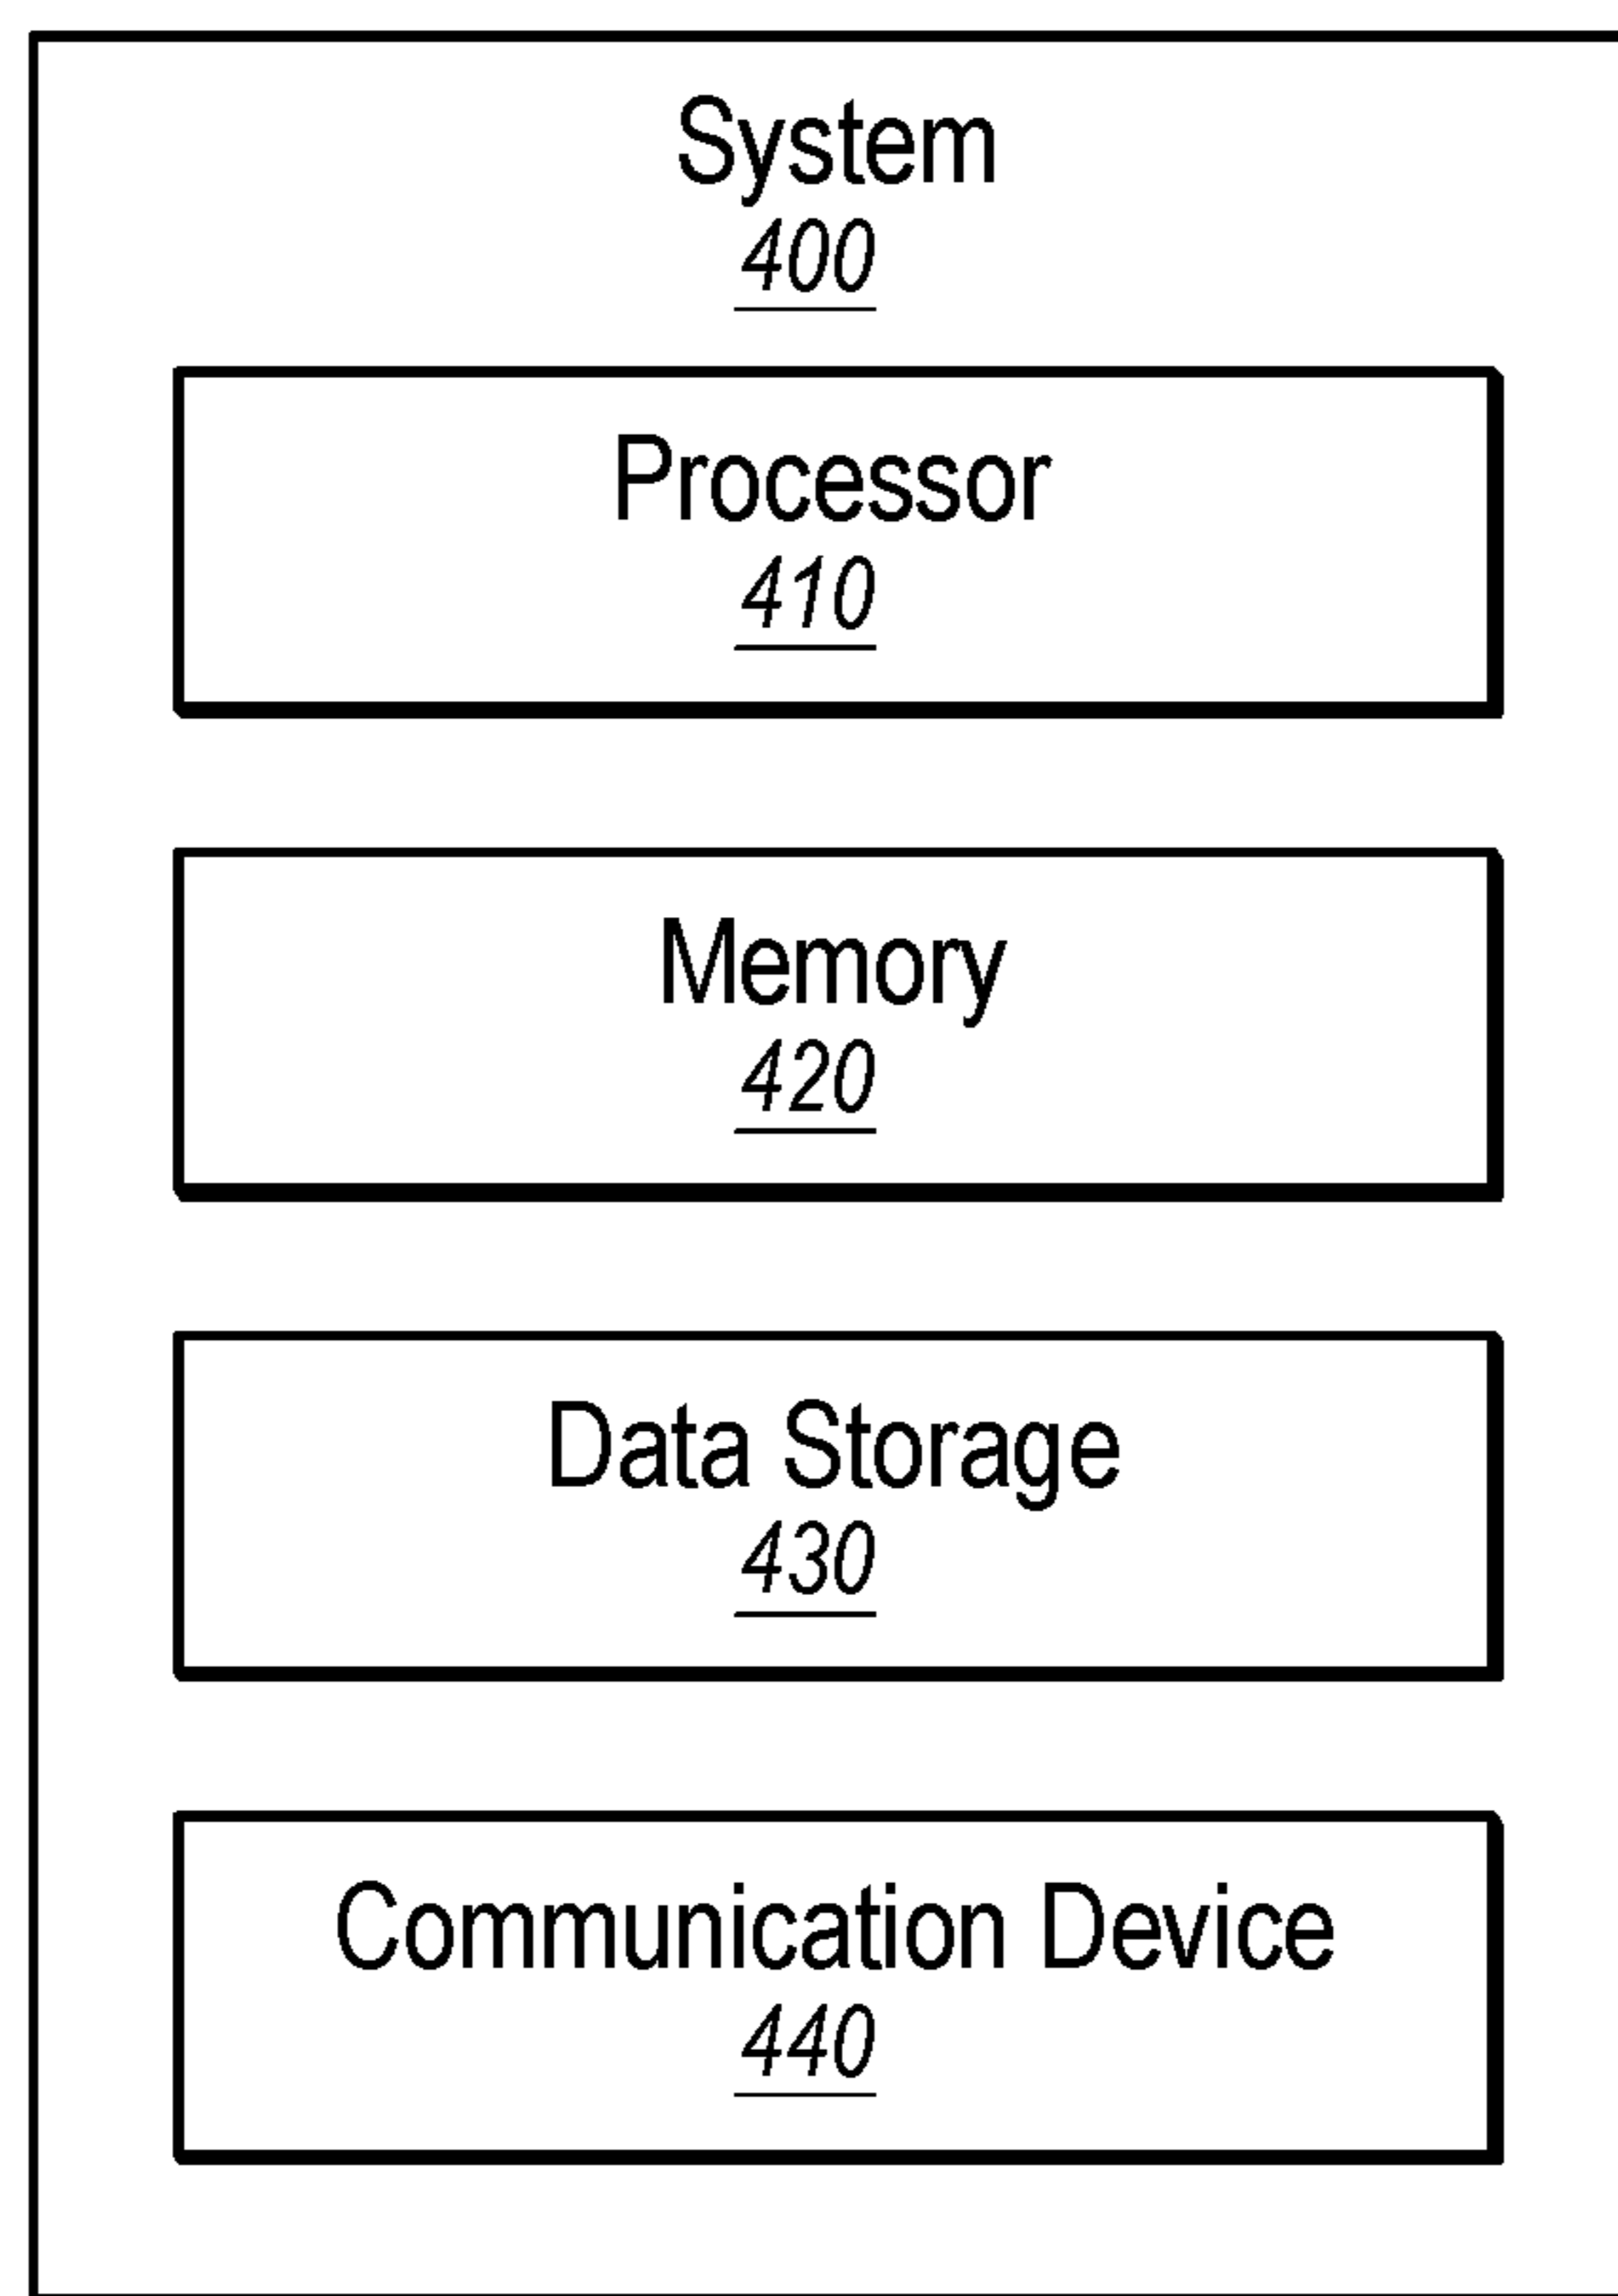 System
400
Processor
410
Memory
420
Data Storage
430
Communication Device
440